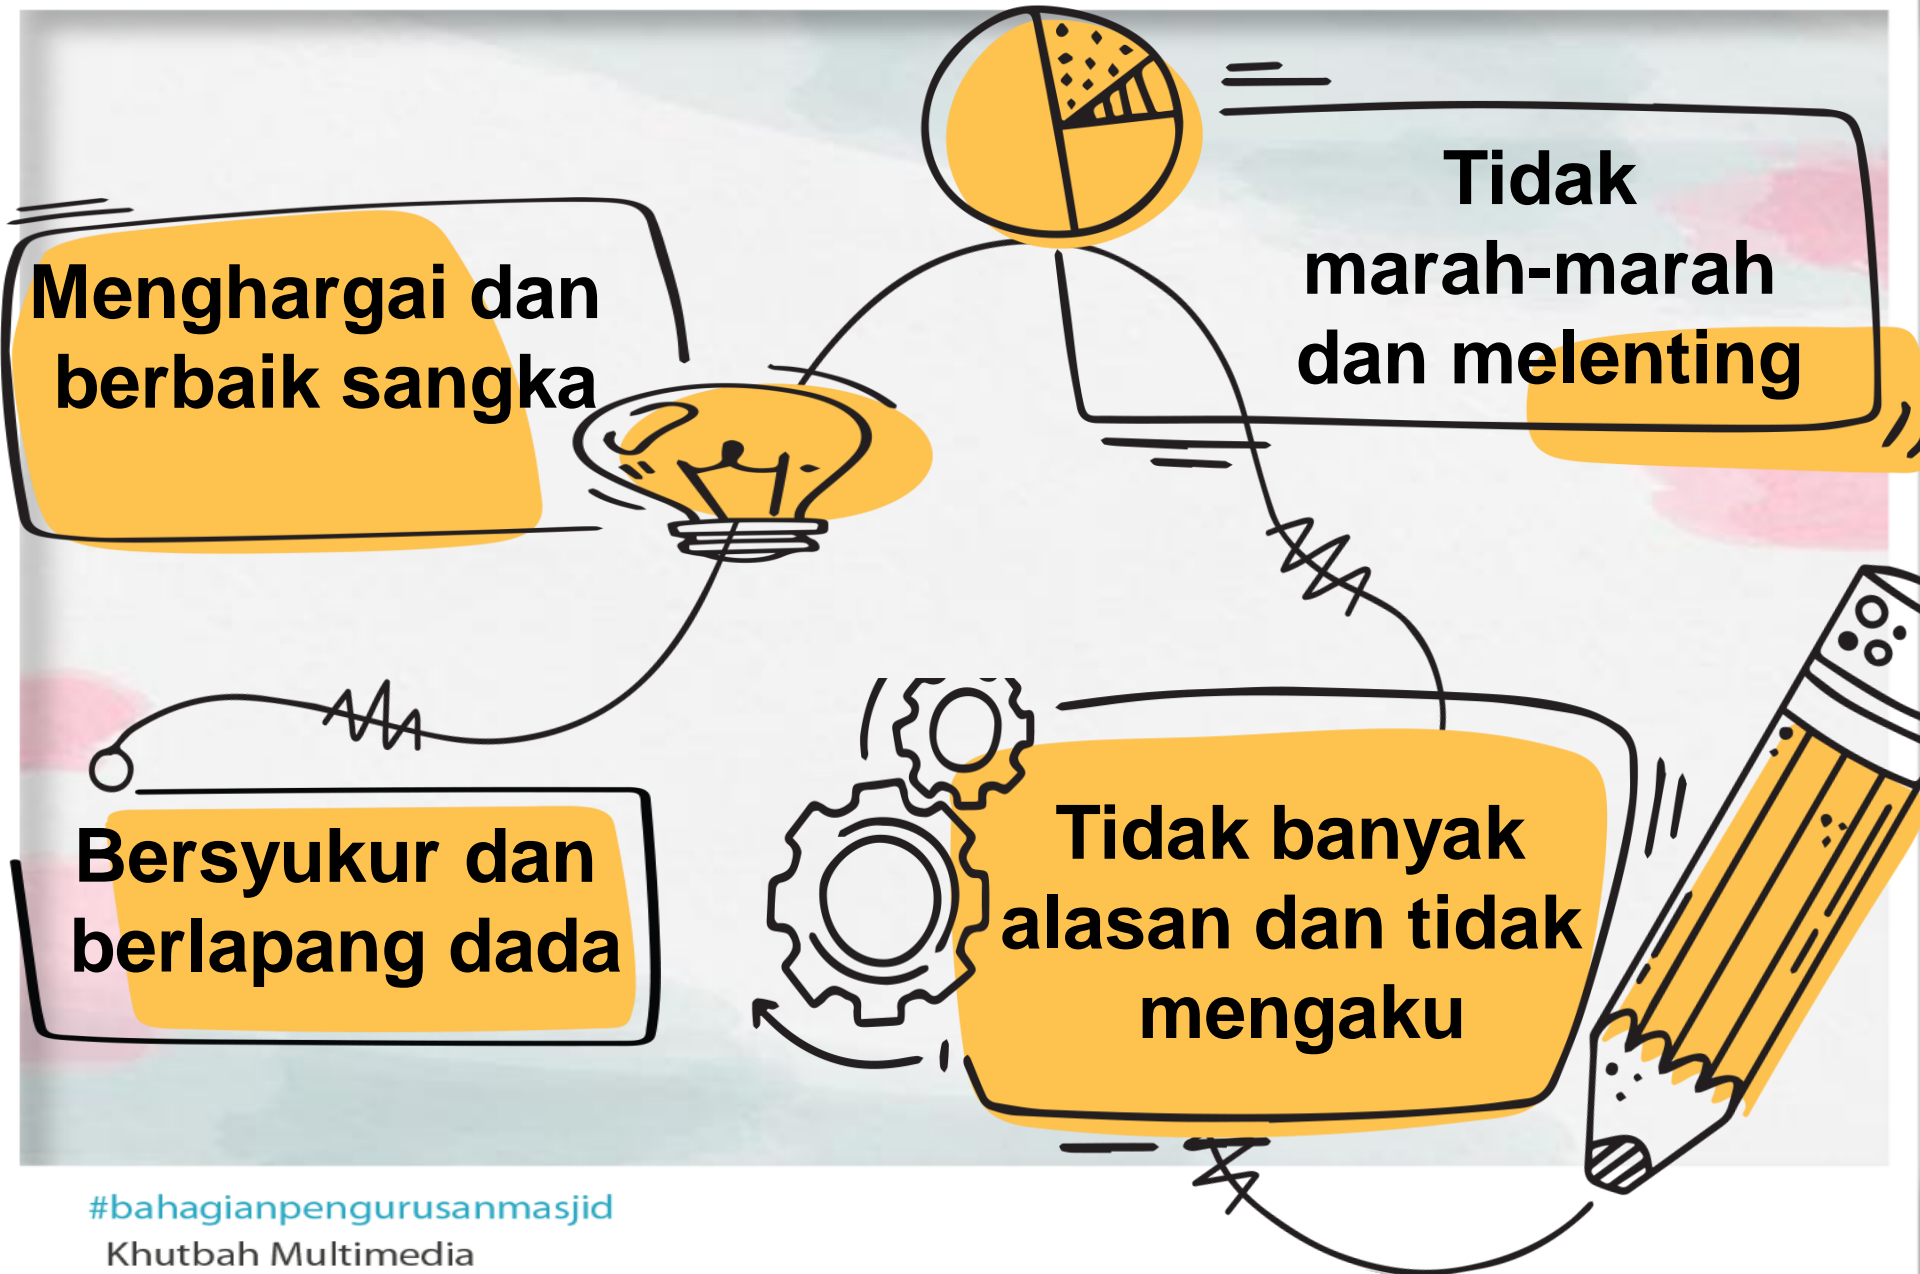 Menghargai dan
berbaik sangka
Tidak
marah-marah
dan melenting
Bersyukur dan
berlapang dada
Tidak banyak
alasan dan tidak
mengaku
#bahagianpengurusanmasjid
Khutbah Multimedia